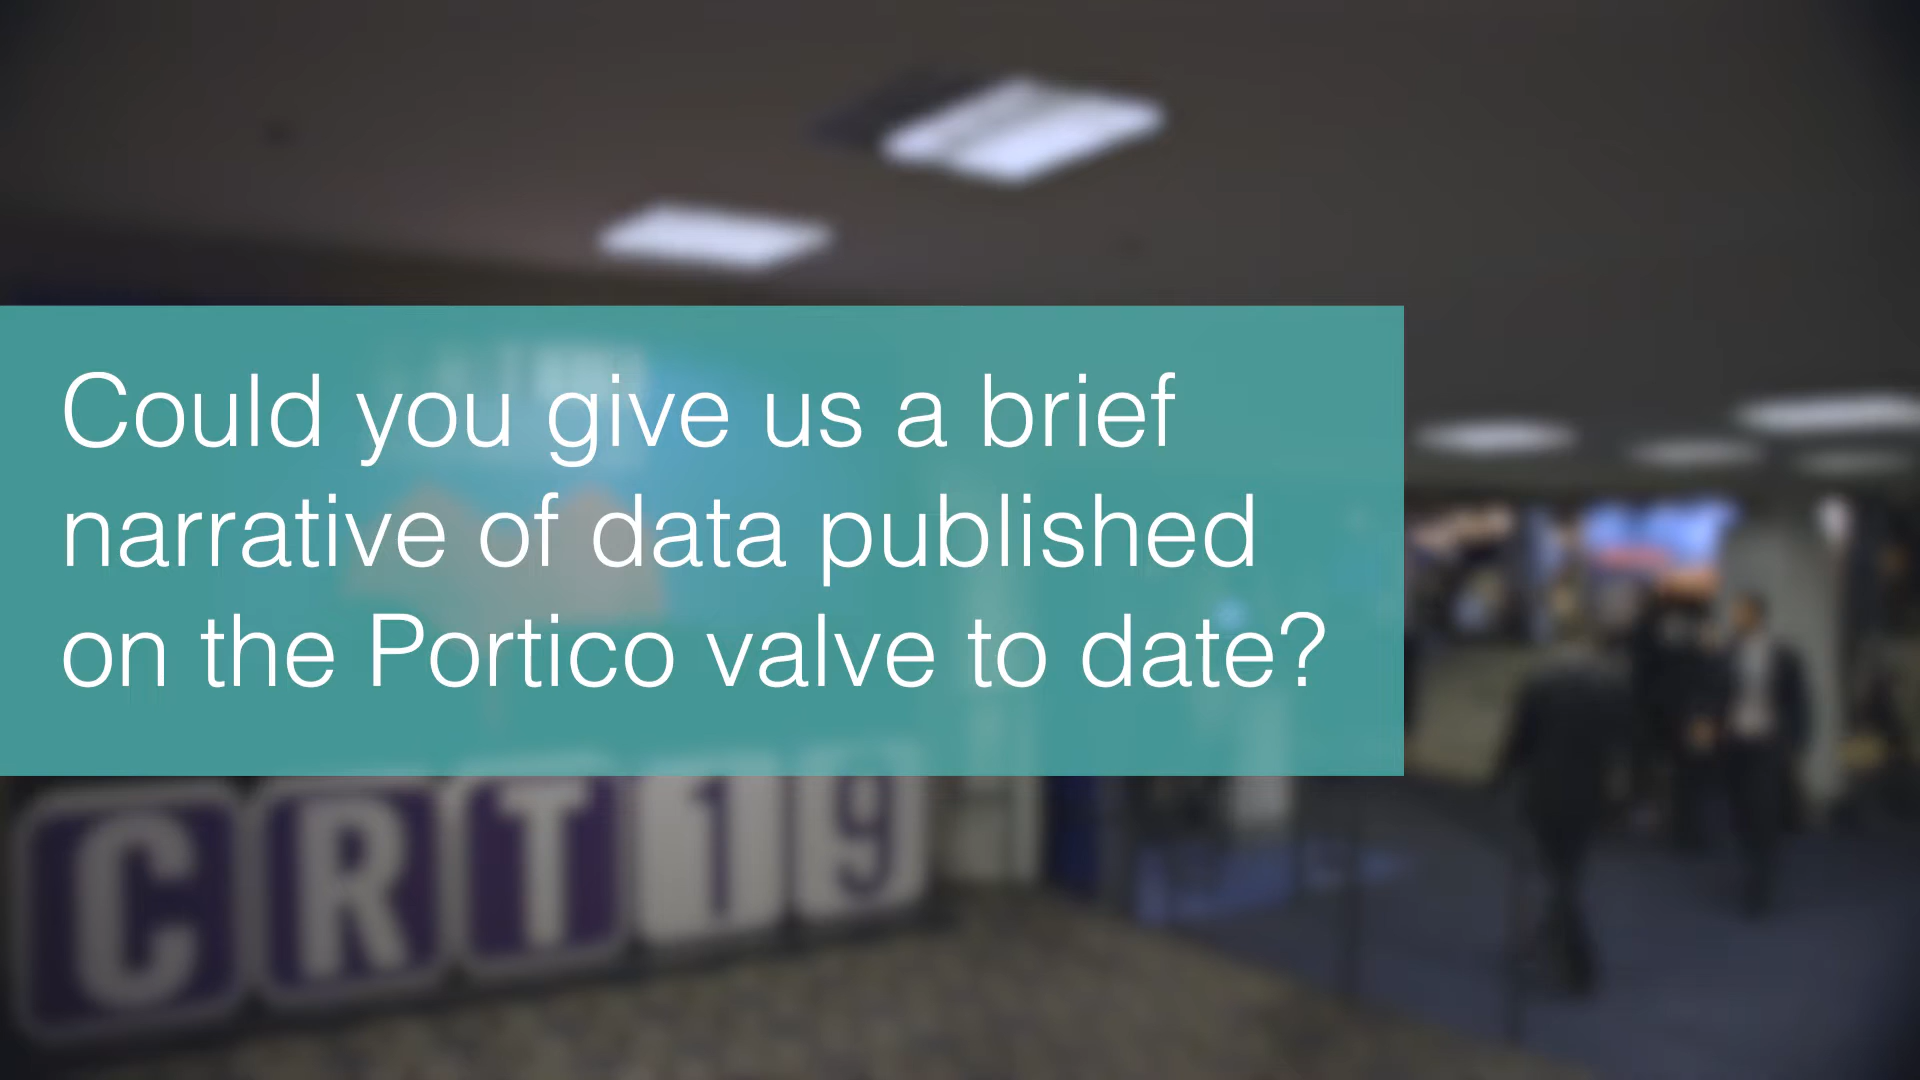 Could you give us a brief
narrative of data published
on the Portico valve to date?
CRT19